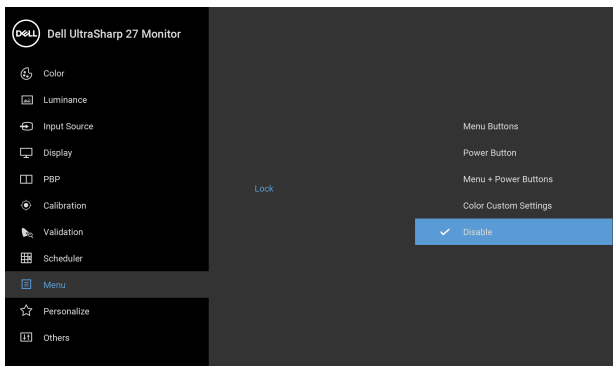 DELL Dell UltraSharp 27 Monitor
Color
Luminance
Input Source
Display
PBP
Calibration
Validation
Scheduler
Menu
Personalize
Others
Lock
Menu Buttons
Power Button
Menu + Power Buttons
Color Custom Settings
Disable